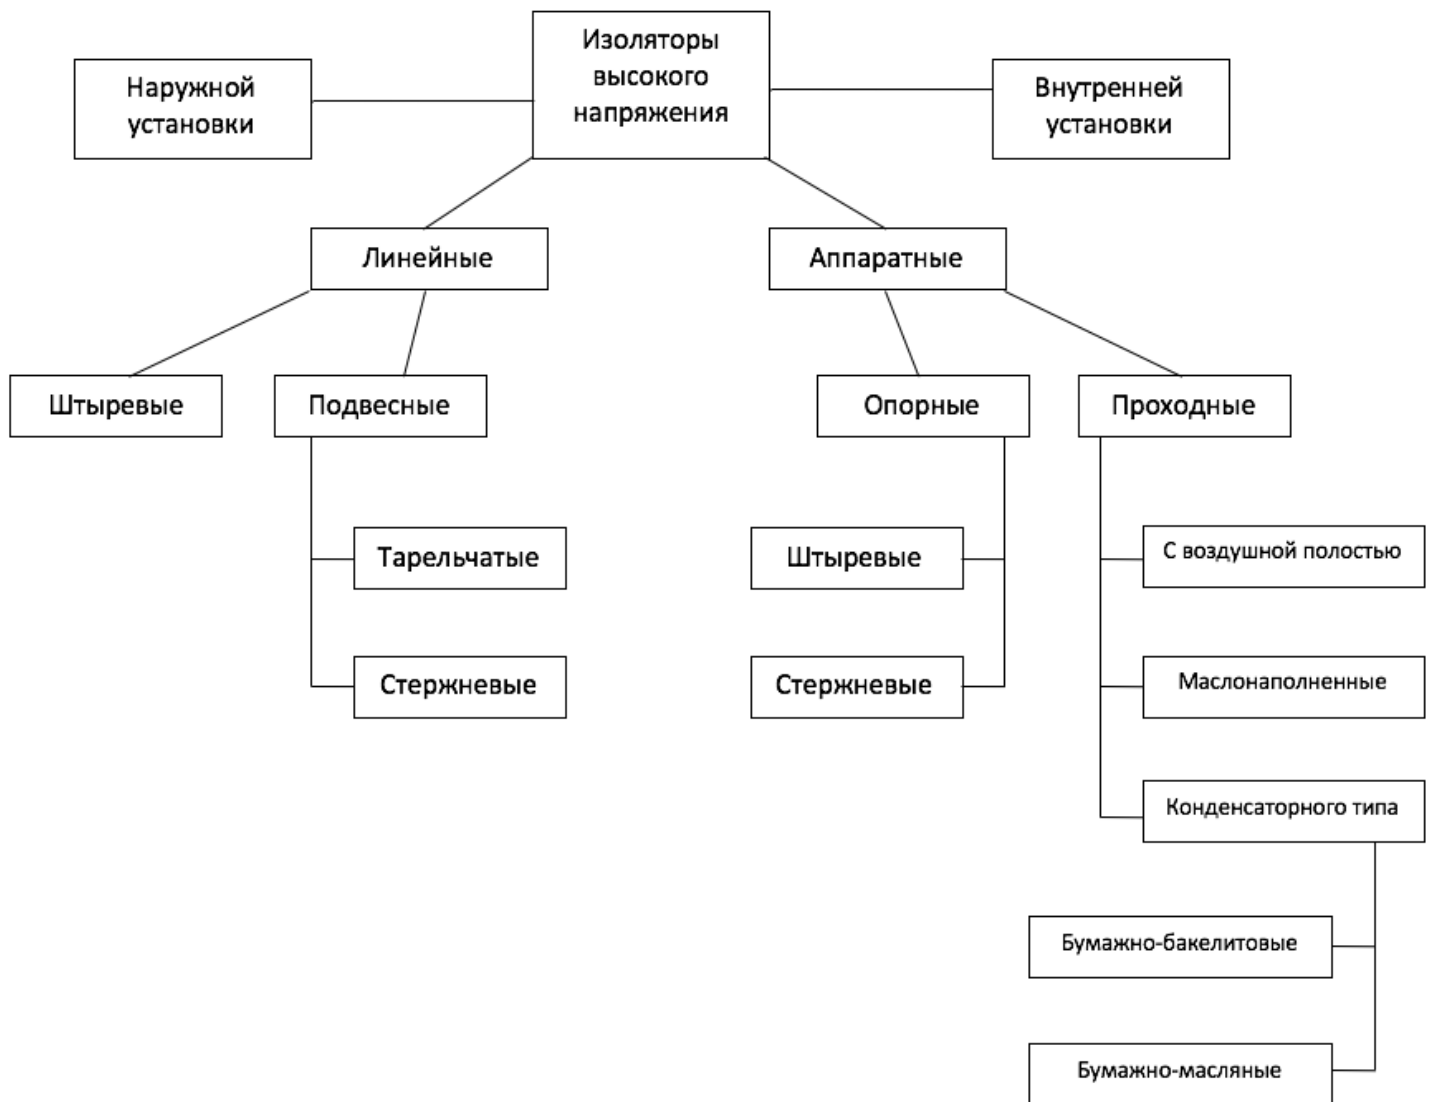 Изоляторы
высокого
напряжения
Наружной
установки
Внутренней
установки
Линейные
Аппаратные
Штыревые
Подвесные
Опорные
Проходные
Тарельчатые
Штыревые
С воздушной полостью
Стержневые
Стержневые
Маслонаполненные
Конденсаторного типа
Бумажно-бакелитовые
Бумажно-масляные